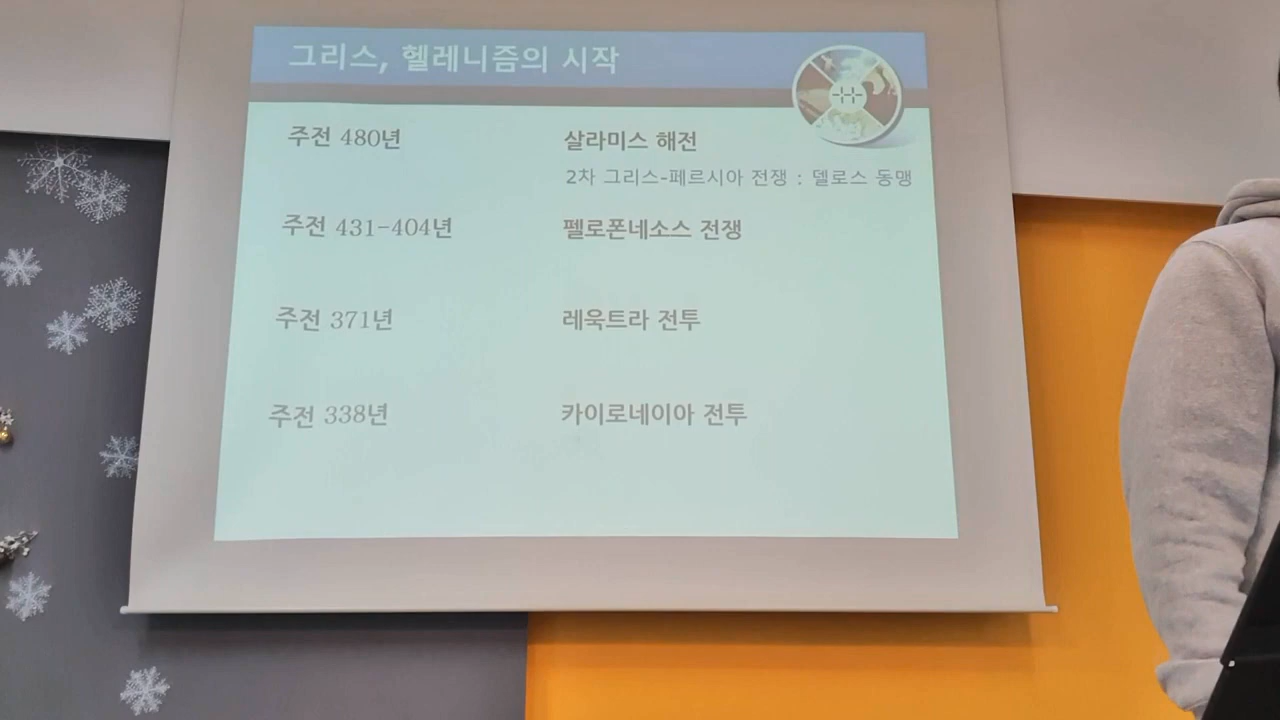 그리스, 헬레니즘의 시작
주전 480년 살라미스 해전
2차 그리스-페르시아 전쟁 : 델로스 동맹
주전 431-404년 펠로폰네소스 전쟁
주전 371년 레욱트라 전투
주전 338년 카이로네이아 전투